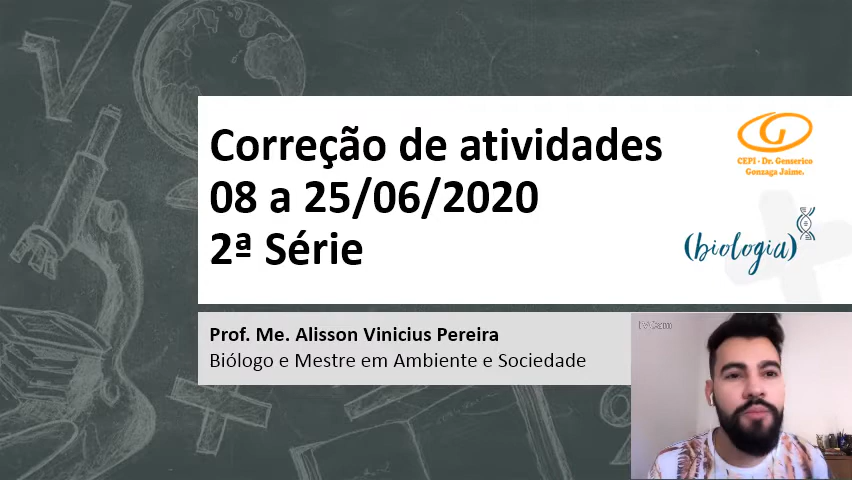 Correção de atividades
08 a 25/06/2020
2ª Série
CEPI - Dr. Genserico
Gonzaga Jaime.
(biologia)
Prof. Me. Alisson Vinicius Pereira
Biólogo e Mestre em Ambiente e Sociedade